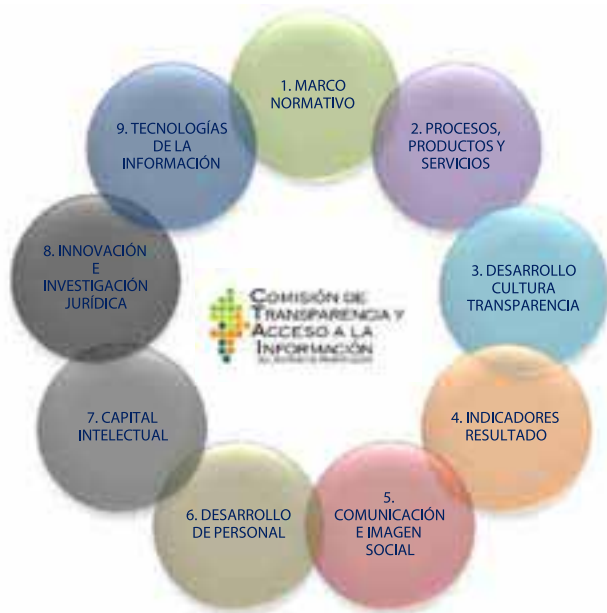 1. MARCO
NORMATIVO
2. PROCESOS,
PRODUCTOS Y
SERVICIOS
3. DESARROLLO
CULTURA
TRANSPARENCIA
4. INDICADORES
RESULTADO
5.
COMUNICACIÓN
E IMAGEN
SOCIAL
6. DESARROLLO
DE PERSONAL
7. CAPITAL
INTELECTUAL
8. INNOVACIÓN
E
INVESTIGACIÓN
JURÍDICA
9. TECNOLOGÍAS
DE LA
INFORMACIÓN
COMISIÓN DE
TRANSPARENCIA Y
ACCESO A LA
INFORMACIÓN